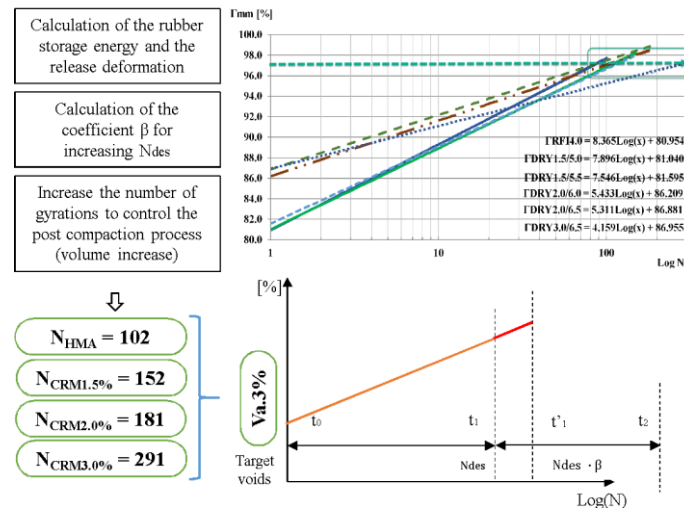 Calculation of the rubber
storage energy and the
release deformation
Calculation of the
coefficient β for
increasing Ndes
Increase the number of
gyrations to control the
post compaction process
(volume increase)
N_HMA = 102
N_CRM1.5% = 152
N_CRM2.0% = 181
N_CRM3.0% = 291
Γmm [%]
100.0
98.0
96.0
94.0
92.0
90.0
88.0
86.0
84.0
82.0
80.0
1
10
100
Log N
ΓRFI4.0 = 8.365Log(x) + 80.954
ΓDRY1.5/5.0 = 7.896Log(x) + 81.040
ΓDRY1.5/5.5 = 7.546Log(x) + 81.595
ΓDRY2.0/6.0 = 5.433Log(x) + 86.209
ΓDRY2.0/6.5 = 5.311Log(x) + 86.881
ΓDRY3.0/6.5 = 4.159Log(x) + 86.955
[%]
Va.3%
Target
voids
t0
t1
t'1
t2
Ndes
Ndes · β
Log(N)